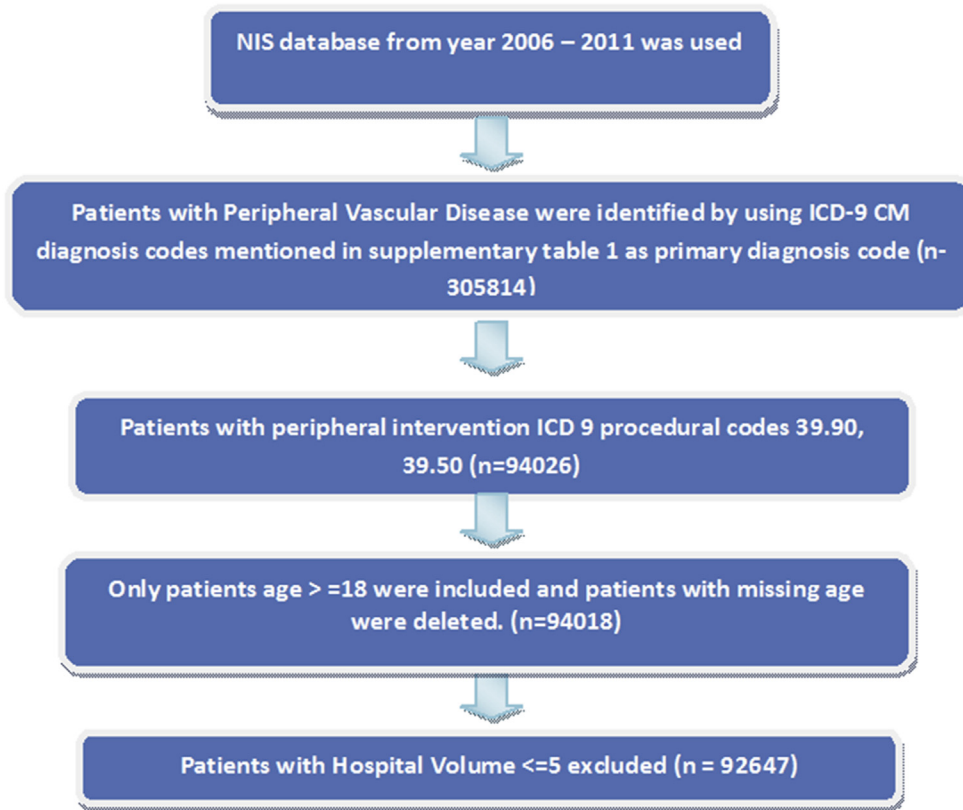 NIS database from year 2006 – 2011 was used
Patients with Peripheral Vascular Disease were identified by using ICD-9 CM
diagnosis codes mentioned in supplementary table 1 as primary diagnosis code (n-
305814)
Patients with peripheral intervention ICD 9 procedural codes 39.90,
39.50 (n=94026)
Only patients age > =18 were included and patients with missing age
were deleted. (n=94018)
Patients with Hospital Volume <=5 excluded (n = 92647)